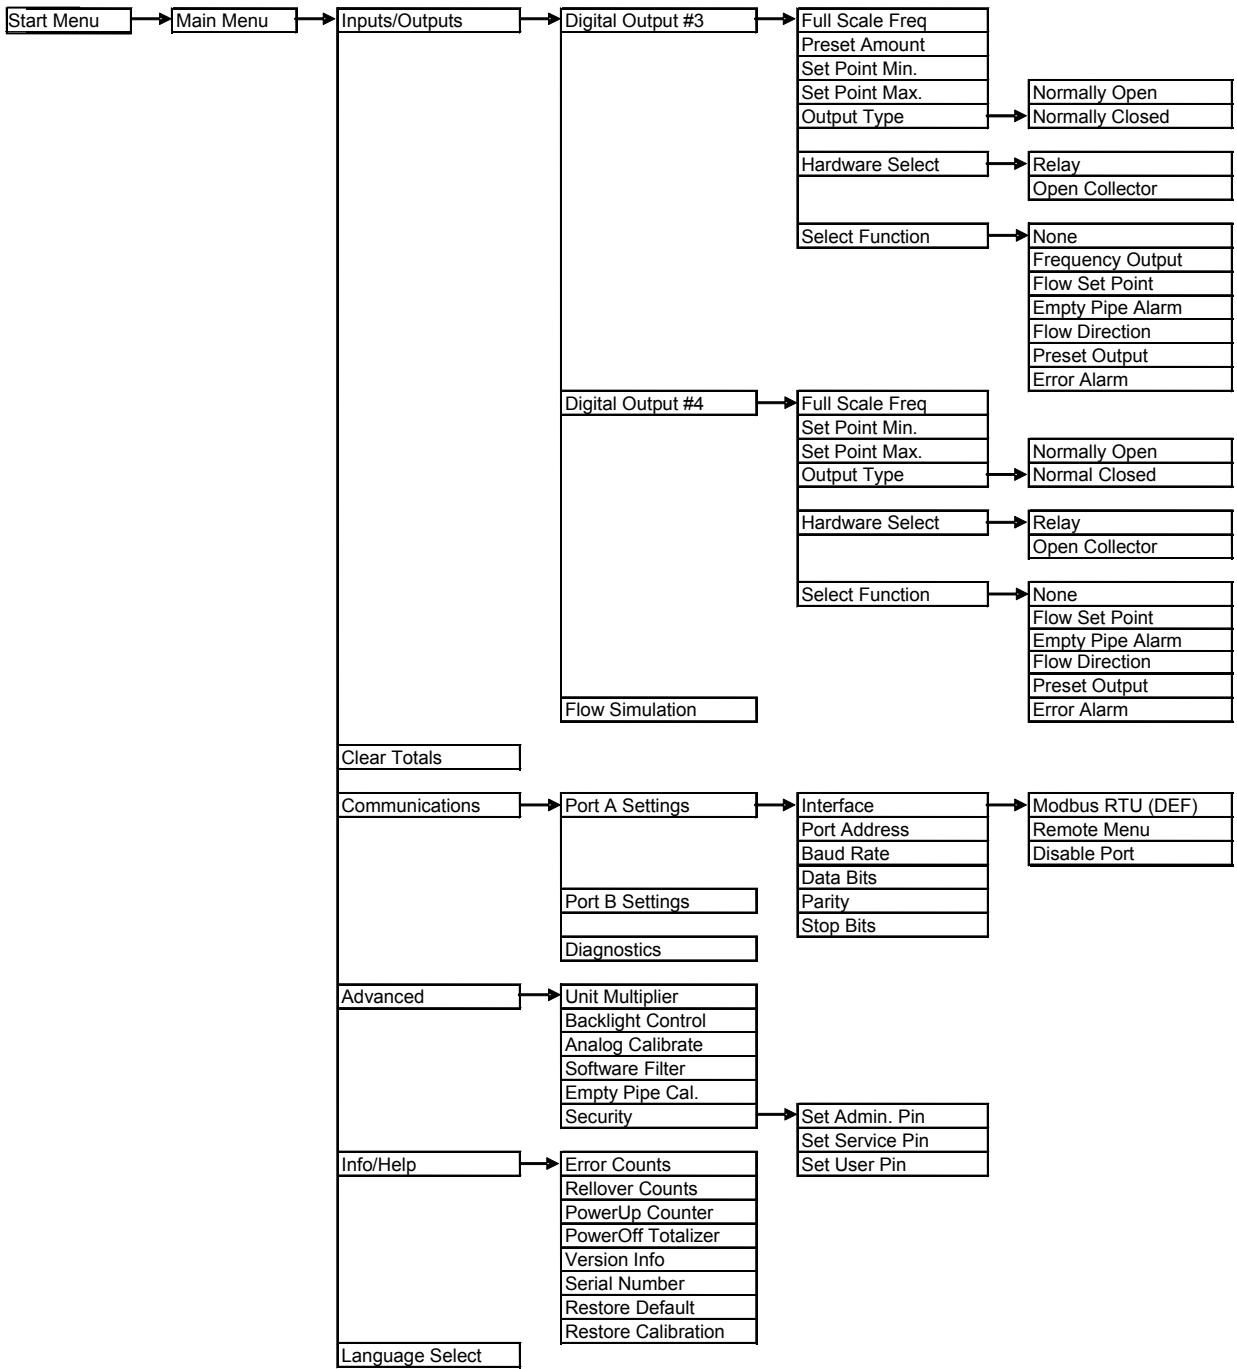 Start Menu
Main Menu
Inputs/Outputs
Digital Output #3
Full Scale Freq
Preset Amount
Set Point Min.
Set Point Max.
Output Type
Normally Open
Normally Closed
Hardware Select
Relay
Open Collector
Select Function
None
Frequency Output
Flow Set Point
Empty Pipe Alarm
Flow Direction
Preset Output
Error Alarm
Digital Output #4
Full Scale Freq
Set Point Min.
Set Point Max.
Output Type
Normally Open
Normal Closed
Hardware Select
Relay
Open Collector
Select Function
None
Flow Set Point
Empty Pipe Alarm
Flow Direction
Preset Output
Error Alarm
Flow Simulation
Clear Totals
Communications
Port A Settings
Interface
Port Address
Baud Rate
Data Bits
Parity
Stop Bits
Modbus RTU (DEF)
Remote Menu
Disable Port
Port B Settings
Diagnostics
Advanced
Unit Multiplier
Backlight Control
Analog Calibrate
Software Filter
Empty Pipe Cal.
Security
Set Admin. Pin
Set Service Pin
Set User Pin
Info/Help
Error Counts
Rellover Counts
PowerUp Counter
PowerOff Totalizer
Version Info
Serial Number
Restore Default
Restore Calibration
Language Select